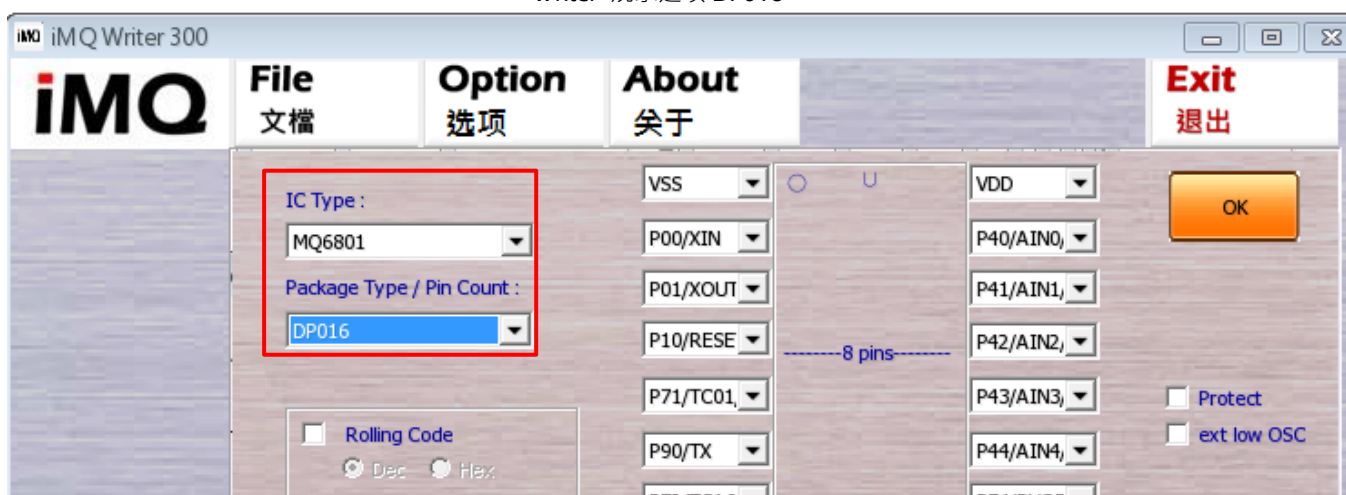 iMQ iMQ Writer 300
iMQ
File
文檔
Option
选项
About
关于
Exit
退出
IC Type :
MQ6801
Package Type / Pin Count :
DP016
Rolling Code
Dec Hex
VSS
P00/XIN
P01/XOUT
P10/RESE
P71/TC01,
P90/TX
U
--------8 pins--------
VDD
P40/AIN0,
P41/AIN1,
P42/AIN2,
P43/AIN3,
P44/AIN4,
OK
Protect
ext low OSC